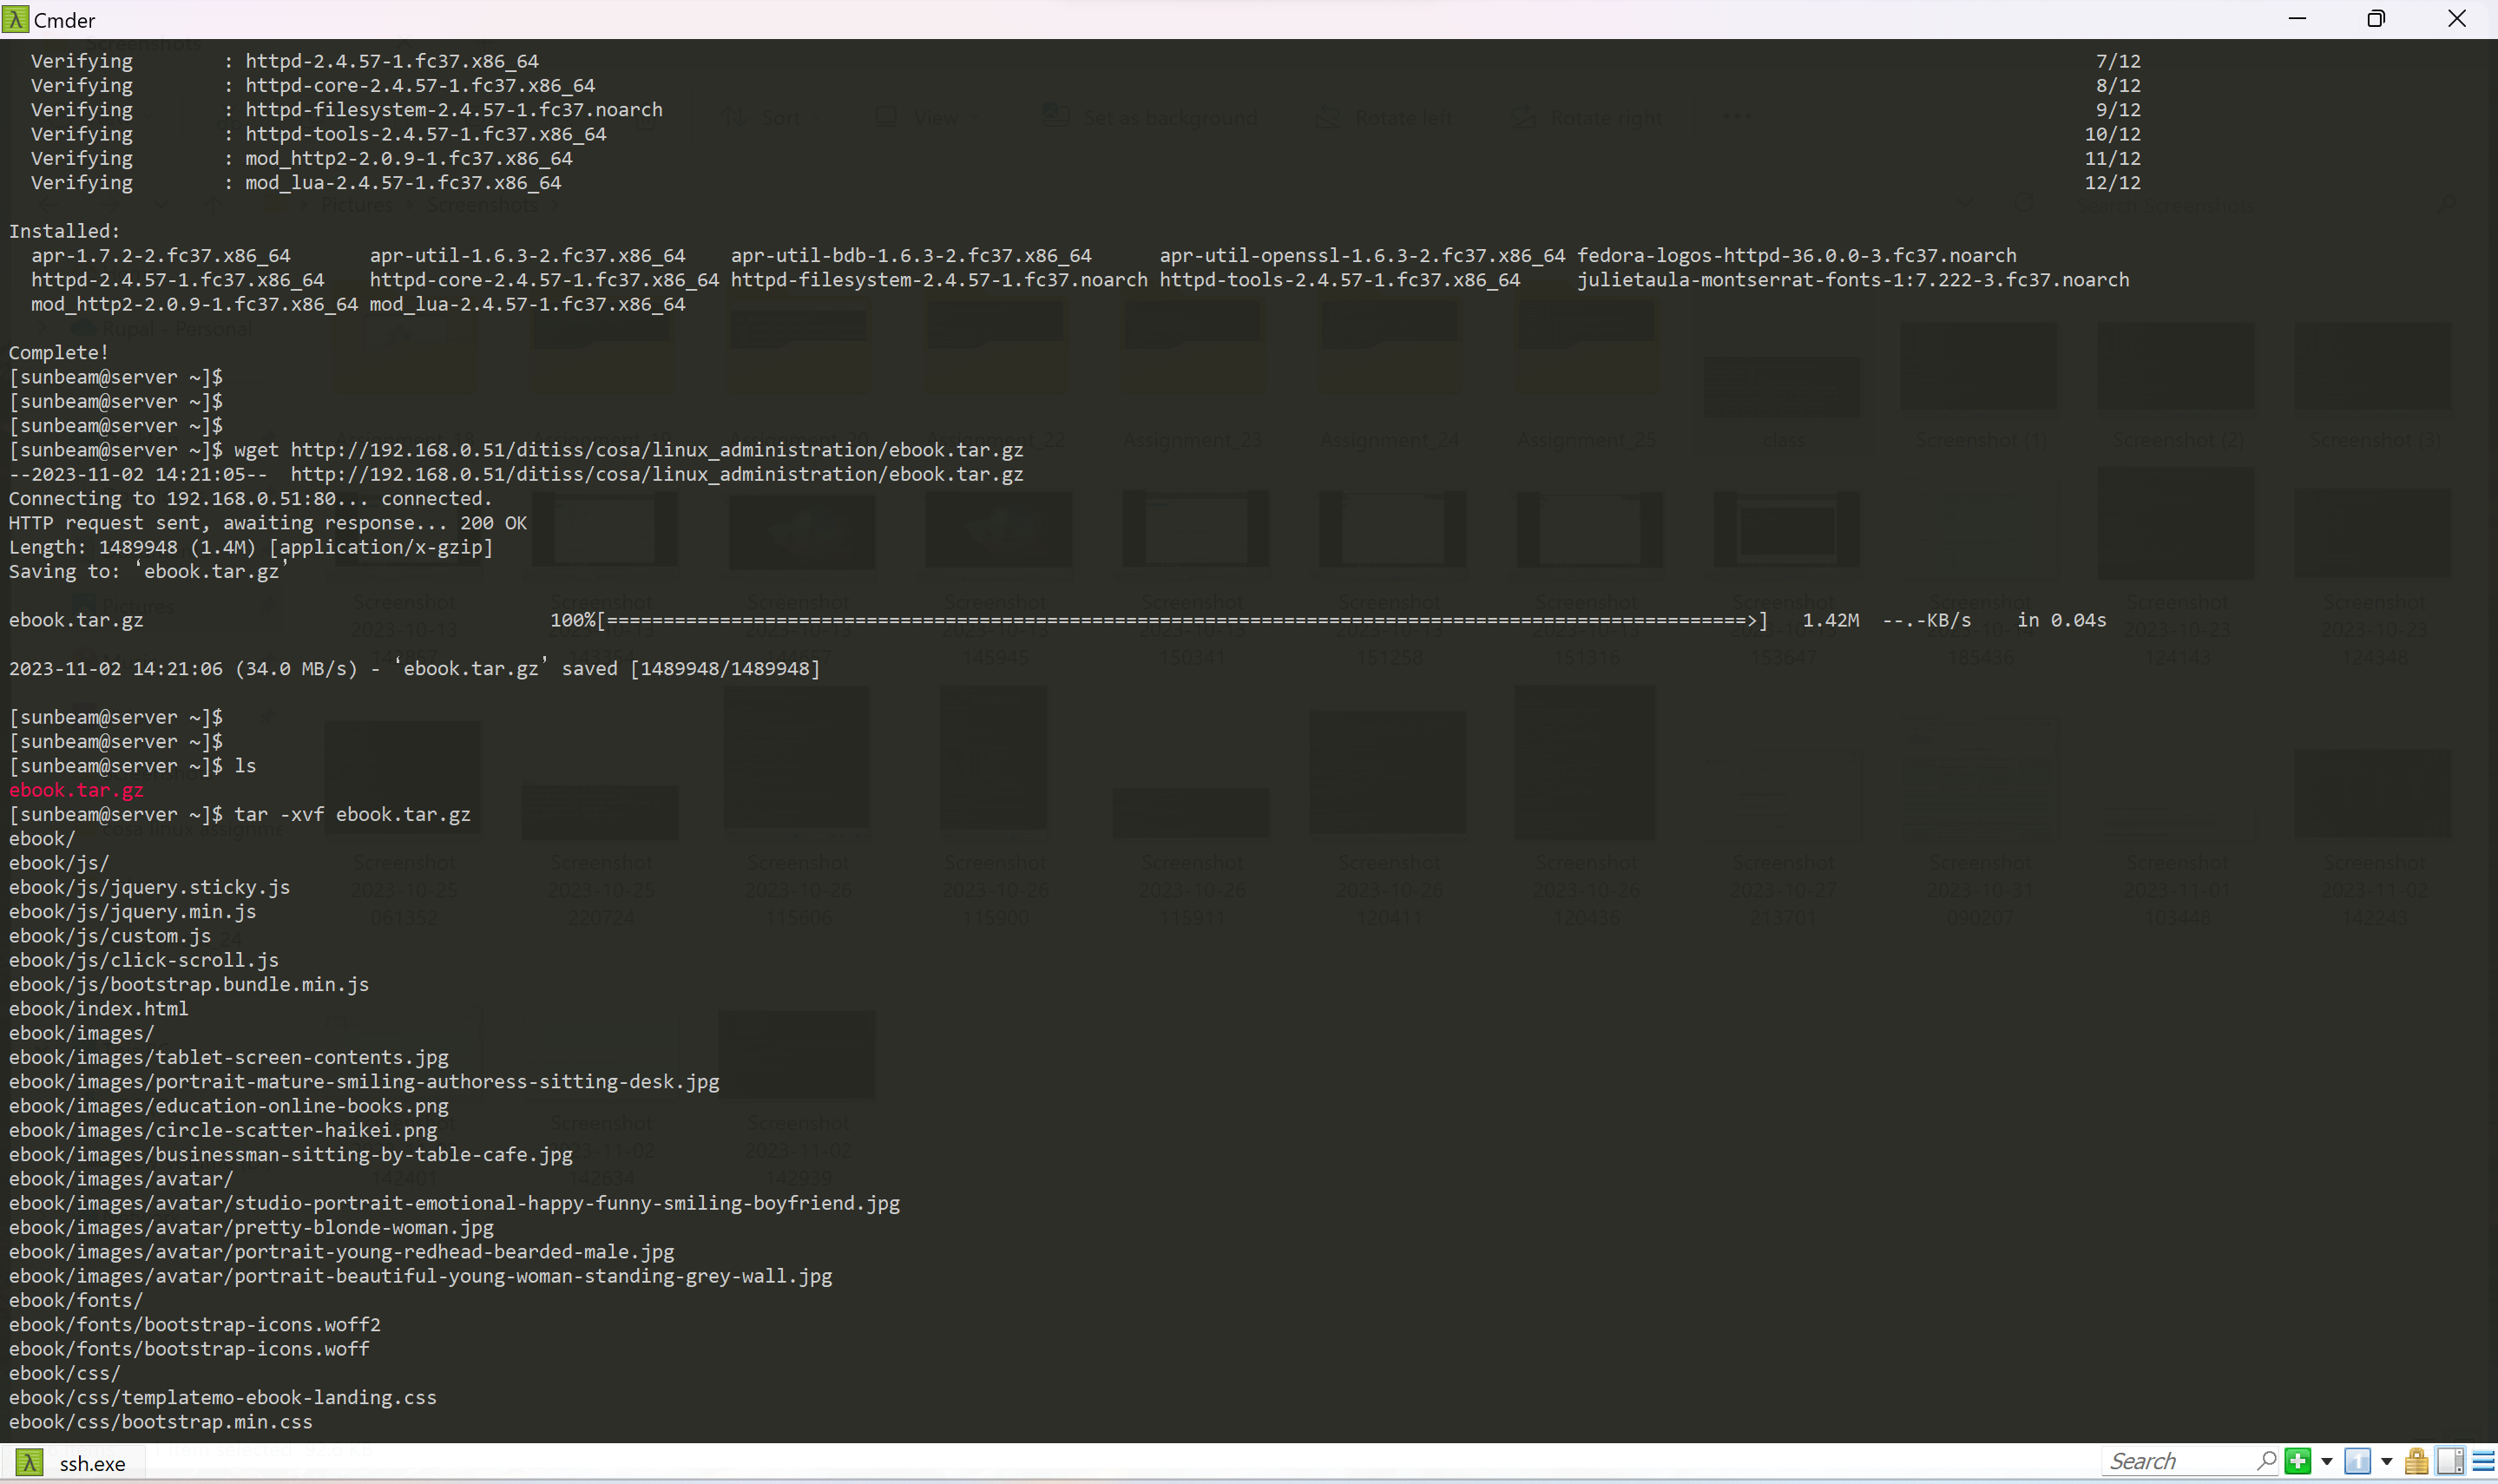 Cmder
Verifying : httpd-2.4.57-1.fc37.x86_64 7/12
Verifying : httpd-core-2.4.57-1.fc37.x86_64 8/12
Verifying : httpd-filesystem-2.4.57-1.fc37.noarch 9/12
Verifying : httpd-tools-2.4.57-1.fc37.x86_64 10/12
Verifying : mod_http2-2.0.9-1.fc37.x86_64 11/12
Verifying : mod_lua-2.4.57-1.fc37.x86_64 12/12
Installed:
apr-1.7.2-2.fc37.x86_64 apr-util-1.6.3-2.fc37.x86_64 apr-util-bdb-1.6.3-2.fc37.x86_64 apr-util-openssl-1.6.3-2.fc37.x86_64 fedora-logos-httpd-36.0.0-3.fc37.noarch
httpd-2.4.57-1.fc37.x86_64 httpd-core-2.4.57-1.fc37.x86_64 httpd-filesystem-2.4.57-1.fc37.noarch httpd-tools-2.4.57-1.fc37.x86_64 julietaula-montserrat-fonts-1:7.222-3.fc37.noarch
mod_http2-2.0.9-1.fc37.x86_64 mod_lua-2.4.57-1.fc37.x86_64
Complete!
[sunbeam@server ~]$
[sunbeam@server ~]$
[sunbeam@server ~]$
[sunbeam@server ~]$ wget http://192.168.0.51/ditiss/cosa/linux_administration/ebook.tar.gz
--2023-11-02 14:21:05-- http://192.168.0.51/ditiss/cosa/linux_administration/ebook.tar.gz
Connecting to 192.168.0.51:80... connected.
HTTP request sent, awaiting response... 200 OK
Length: 1489948 (1.4M) [application/x-gzip]
Saving to: ‘ebook.tar.gz’
ebook.tar.gz 100%[=====================================================================================================>] 1.42M --.-KB/s in 0.04s
2023-11-02 14:21:06 (34.0 MB/s) - ‘ebook.tar.gz’ saved [1489948/1489948]
[sunbeam@server ~]$
[sunbeam@server ~]$
[sunbeam@server ~]$ ls
ebook.tar.gz
[sunbeam@server ~]$ tar -xvf ebook.tar.gz
ebook/
ebook/js/
ebook/js/jquery.sticky.js
ebook/js/jquery.min.js
ebook/js/custom.js
ebook/js/click-scroll.js
ebook/js/bootstrap.bundle.min.js
ebook/index.html
ebook/images/
ebook/images/tablet-screen-contents.jpg
ebook/images/portrait-mature-smiling-authoress-sitting-desk.jpg
ebook/images/education-online-books.png
ebook/images/circle-scatter-haikei.png
ebook/images/businessman-sitting-by-table-cafe.jpg
ebook/images/avatar/
ebook/images/avatar/studio-portrait-emotional-happy-funny-smiling-boyfriend.jpg
ebook/images/avatar/pretty-blonde-woman.jpg
ebook/images/avatar/portrait-young-redhead-bearded-male.jpg
ebook/images/avatar/portrait-beautiful-young-woman-standing-grey-wall.jpg
ebook/fonts/
ebook/fonts/bootstrap-icons.woff2
ebook/fonts/bootstrap-icons.woff
ebook/css/
ebook/css/templatemo-ebook-landing.css
ebook/css/bootstrap.min.css
ssh.exe
Search